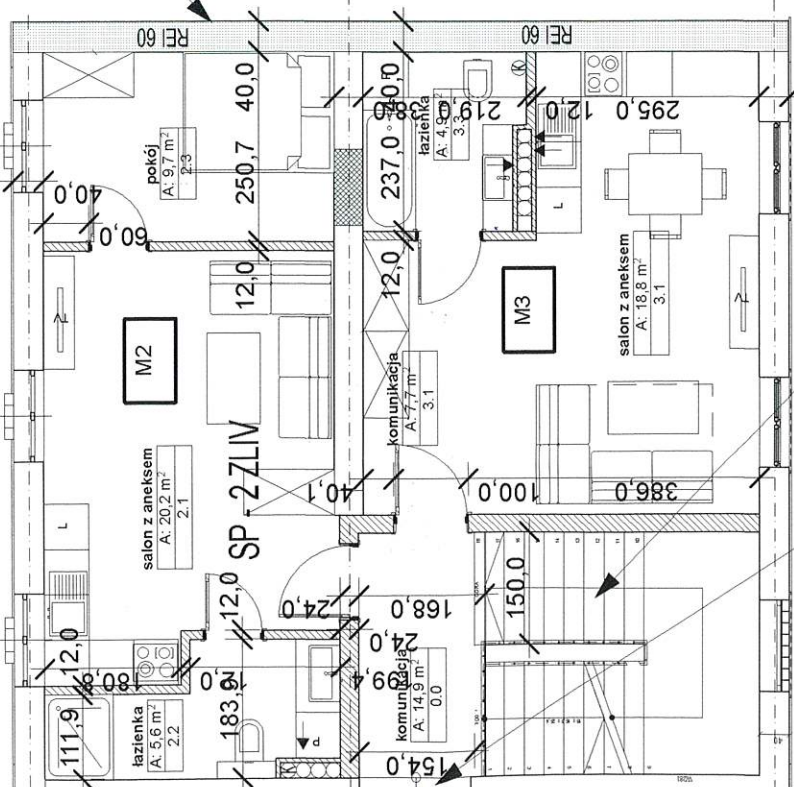 REI 60
REI 60
pokój
A: 9,7 m²
2.3
40,0
250,7
40,0
60,0
12,0
łazienka
A: 4,9 m²
3.3
219,0
237,0
12,0
12,0
295,0
K
L
M2
M3
salon z aneksem
A: 18,8 m²
3.1
komunikacja
A: 7,7 m²
3.1
salon z aneksem
A: 20,2 m²
2.1
L
SP 2 ZLIV
40,1
100,0
386,0
12,0
24,0
168,0
150,0
24,0
12,0
180,8
12,0
199,4
komunikacja
A: 14,9 m²
0.0
111,9
łazienka
A: 5,6 m²
2.2
183,9
P
K
154,0
40